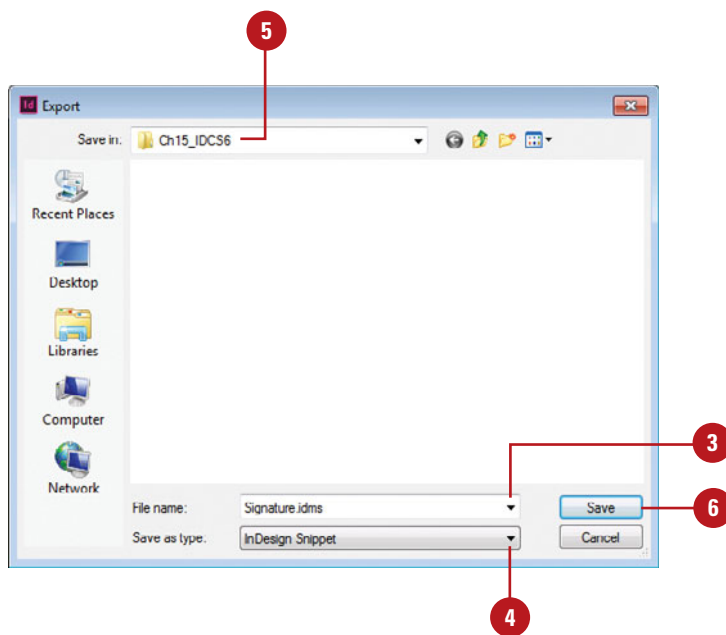 5
Id Export
Save in: Ch15_IDCS6
Recent Places
Desktop
Libraries
Computer
Network
3
File name: Signature.idms Save
6
Save as type: InDesign Snippet Cancel
4